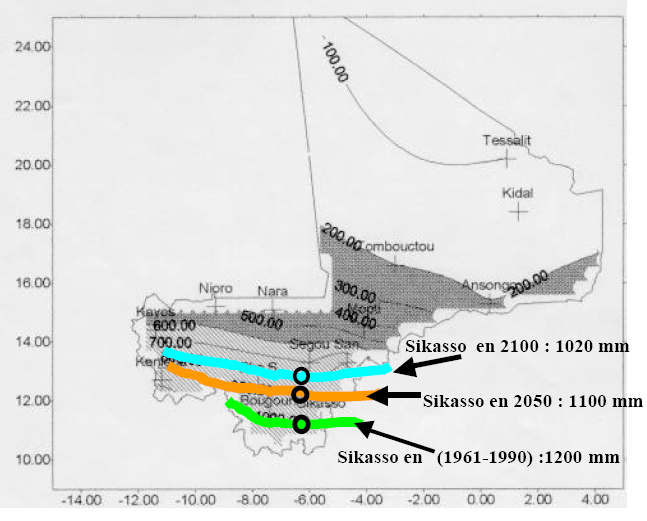 24.00
100.00
22.00
Tessalit
20.00
Kidal
18.00
200.00
Tombouctou
16.00
Ansongo
200.00
300.00
Nioro
Nara
Kayes
500.00
400.00
Mopti
600.00
14.00
700.00
Segou San
Sikasso en 2100 : 1020 mm
12.00
Bougour
Sikasso
Sikasso en 2050 : 1100 mm
Sikasso en (1961-1990) :1200 mm
10.00
-14.00 -12.00 -10.00 -8.00 -6.00 -4.00 -2.00 0.00 2.00 4.00